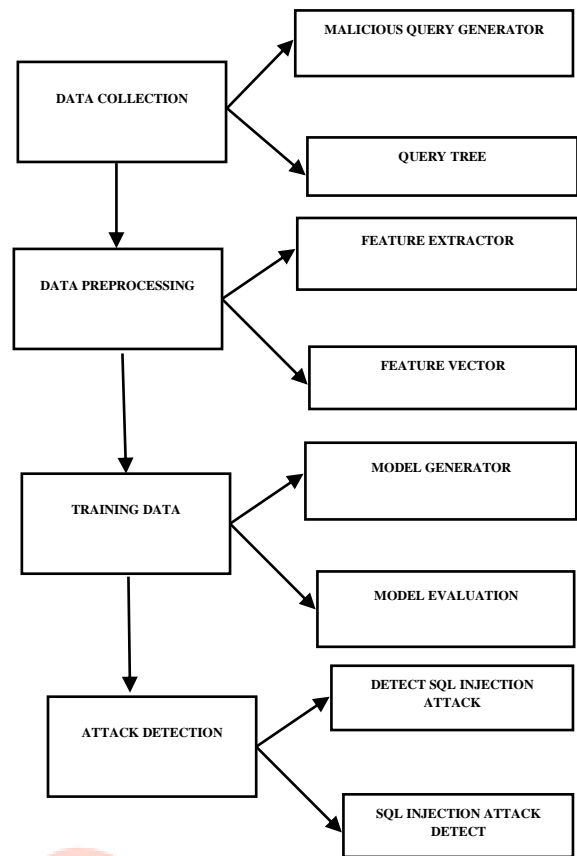 MALICIOUS QUERY GENERATOR
DATA COLLECTION
QUERY TREE
FEATURE EXTRACTOR
DATA PREPROCESSING
FEATURE VECTOR
MODEL GENERATOR
TRAINING DATA
MODEL EVALUATION
DETECT SQL INJECTION
ATTACK
ATTACK DETECTION
SQL INJECTION ATTACK
DETECT